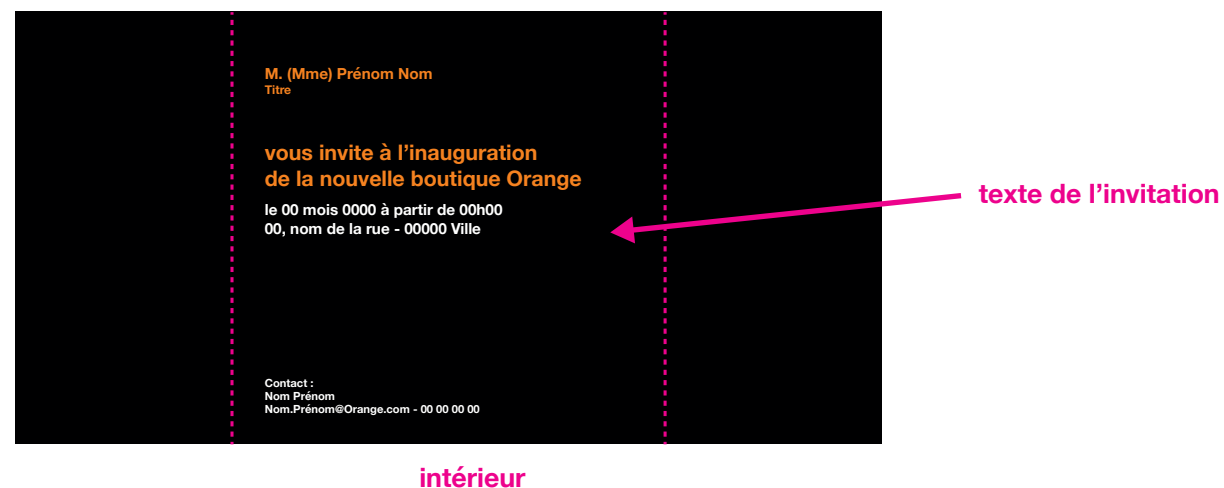 M. (Mme) Prénom Nom
Titre
vous invite à l’inauguration
de la nouvelle boutique Orange
le 00 mois 0000 à partir de 00h00
00, nom de la rue - 00000 Ville
texte de l’invitation
Contact :
Nom Prénom
Nom.Prénom@Orange.com - 00 00 00 00
intérieur